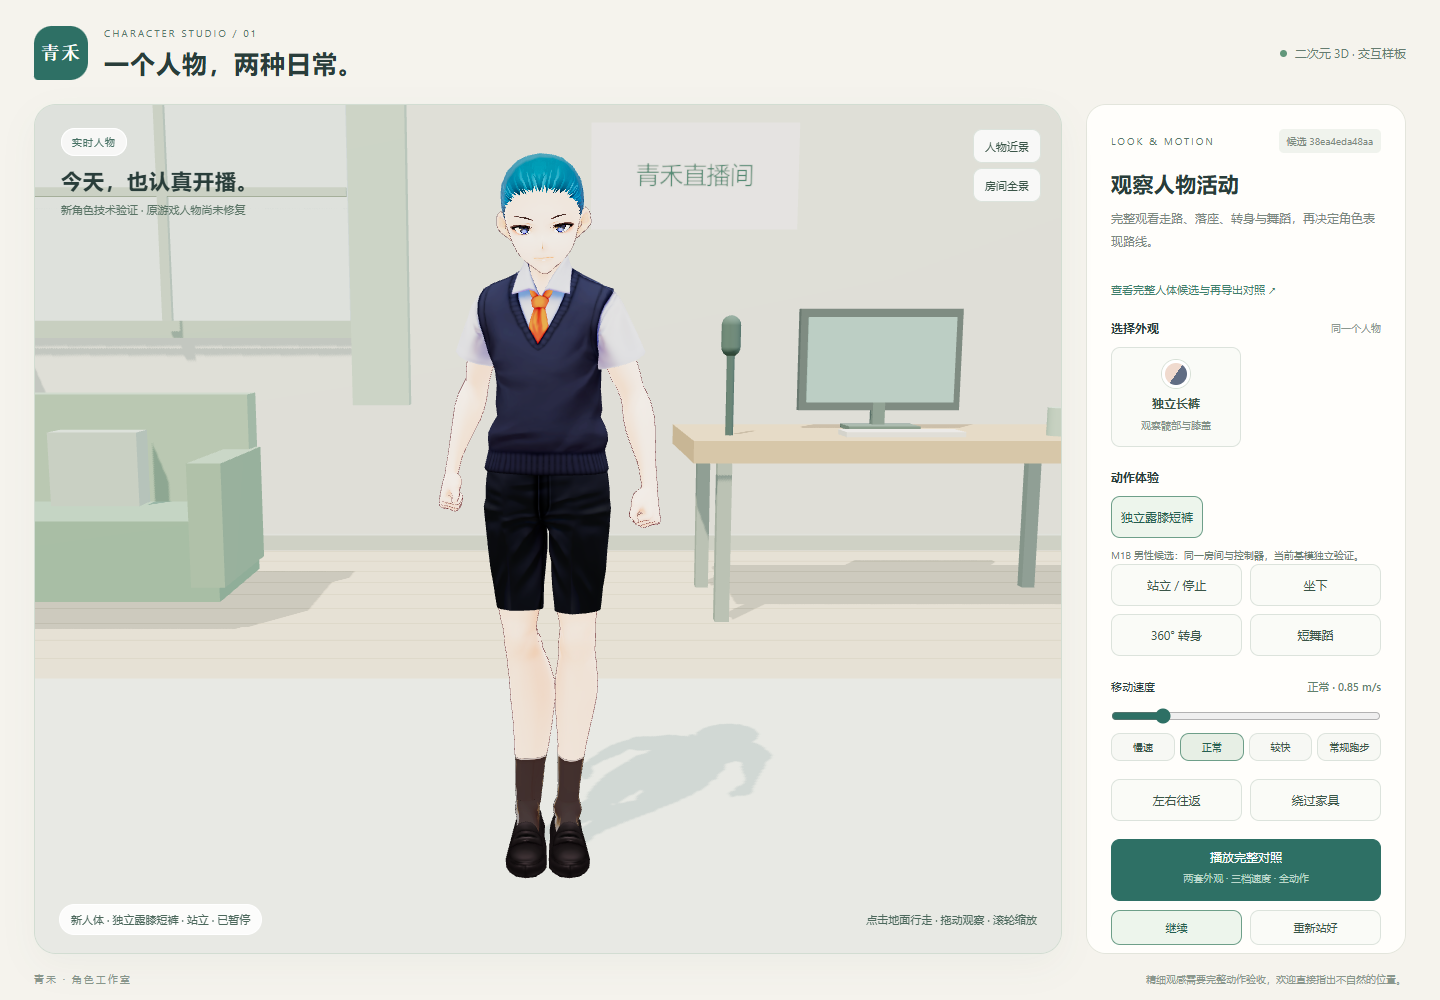 青禾
CHARACTER STUDIO / 01
一个人物，两种日常。
二次元 3D · 交互样板
实时人物
今天，也认真开播。
新角色技术验证 · 原游戏人物尚未修复
青禾直播间
人物近景
房间全景
新人体 · 独立露膝短裤 · 站立 · 已暂停
点击地面行走 · 拖动观察 · 滚轮缩放
LOOK & MOTION
候选 38ea4eda48aa
观察人物活动
完整观看走路、落座、转身与舞蹈，再决定角色表
现路线。
查看完整人体候选与再导出对照 ↗
选择外观
同一个人物
独立长裤
观察髋部与膝盖
动作体验
独立露膝短裤
M1B 男性候选：同一房间与控制器，当前基模独立验证。
站立 / 停止
坐下
360° 转身
短舞蹈
移动速度
正常 · 0.85 m/s
慢速
正常
较快
常规跑步
左右往返
绕过家具
播放完整对照
两套外观 · 三档速度 · 全动作
继续
重新站好
青禾 · 角色工作室
精细观感需要完整动作验收，欢迎直接指出不自然的位置。